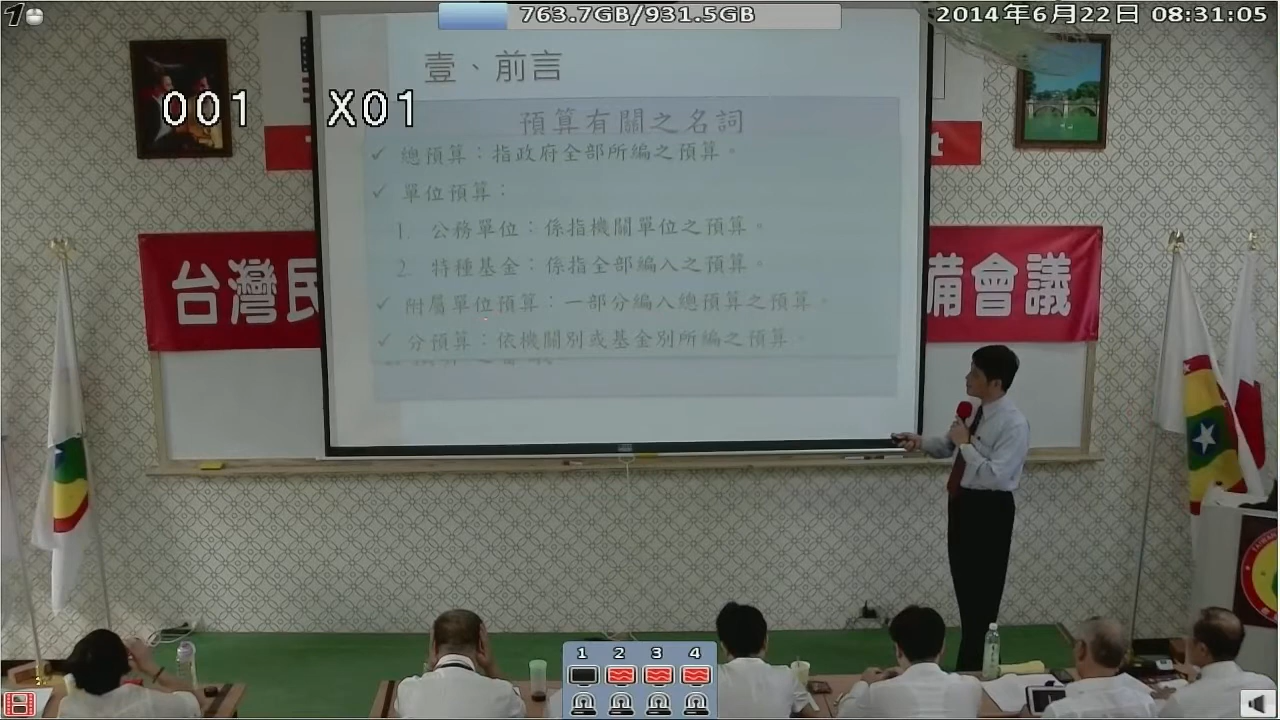 1
763.7GB/931.5GB
2014年6月22日 08:31:05
001 X01
壹、前言
預算有關之名詞
✓ 總預算：指政府全部所編之預算。
✓ 單位預算：
1. 公務單位：係指機關單位之預算。
2. 特種基金：係指全部編入之預算。
✓ 附屬單位預算：一部分編入總預算之預算。
✓ 分預算：依機關別或基金別所編之預算。
t
台灣民
備會議
1 2 3 4